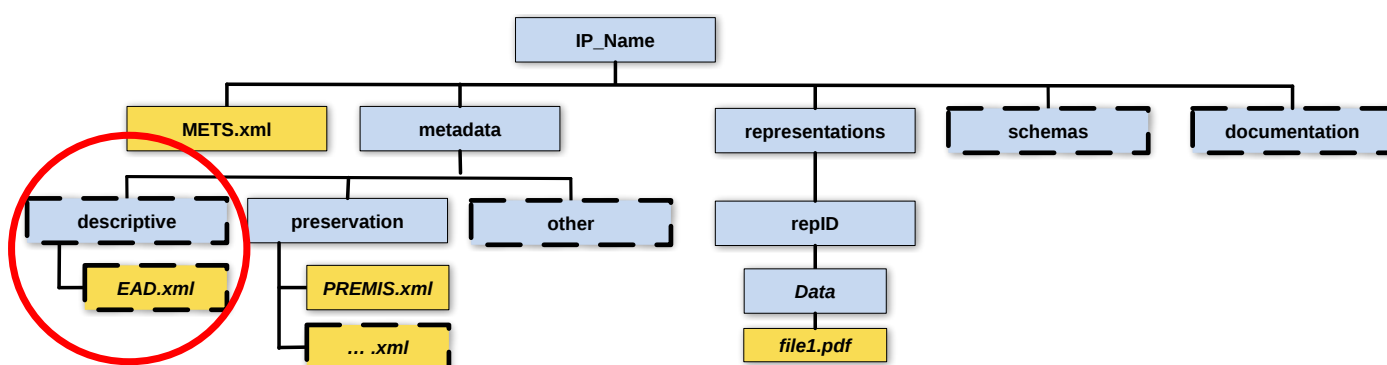 IP_Name
METS.xml
metadata
representations
schemas
documentation
descriptive
preservation
other
repID
EAD.xml
PREMIS.xml
Data
... .xml
file1.pdf